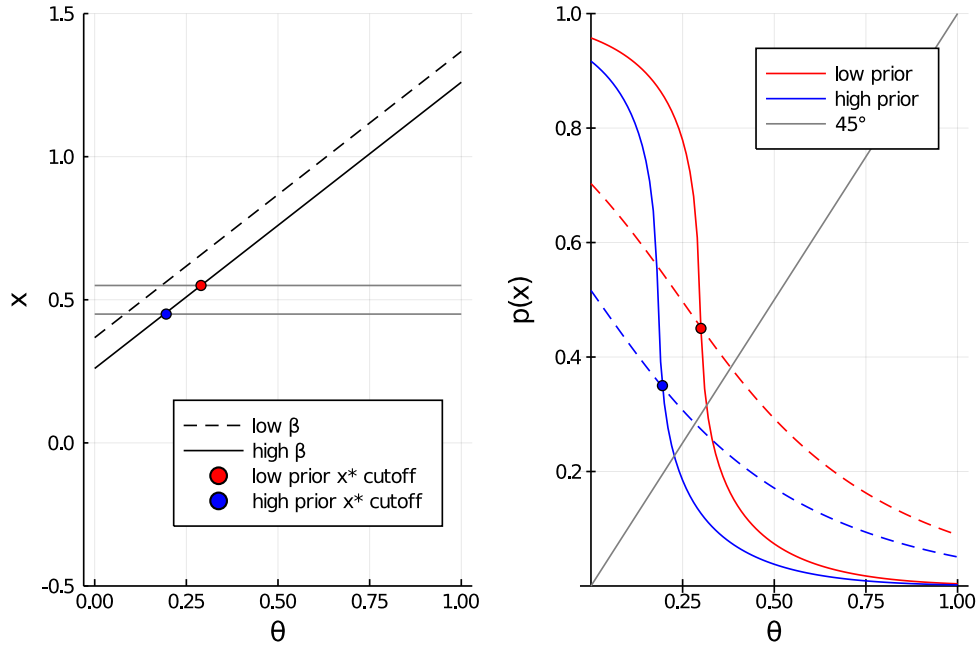 1.5
1.0
0.5
0.0
-0.5
x
0.00
0.25
0.50
0.75
1.00
θ
low β
high β
low prior x* cutoff
high prior x* cutoff
1.0
0.8
0.6
0.4
0.2
p(x)
0.25
0.50
0.75
1.00
θ
low prior
high prior
45°